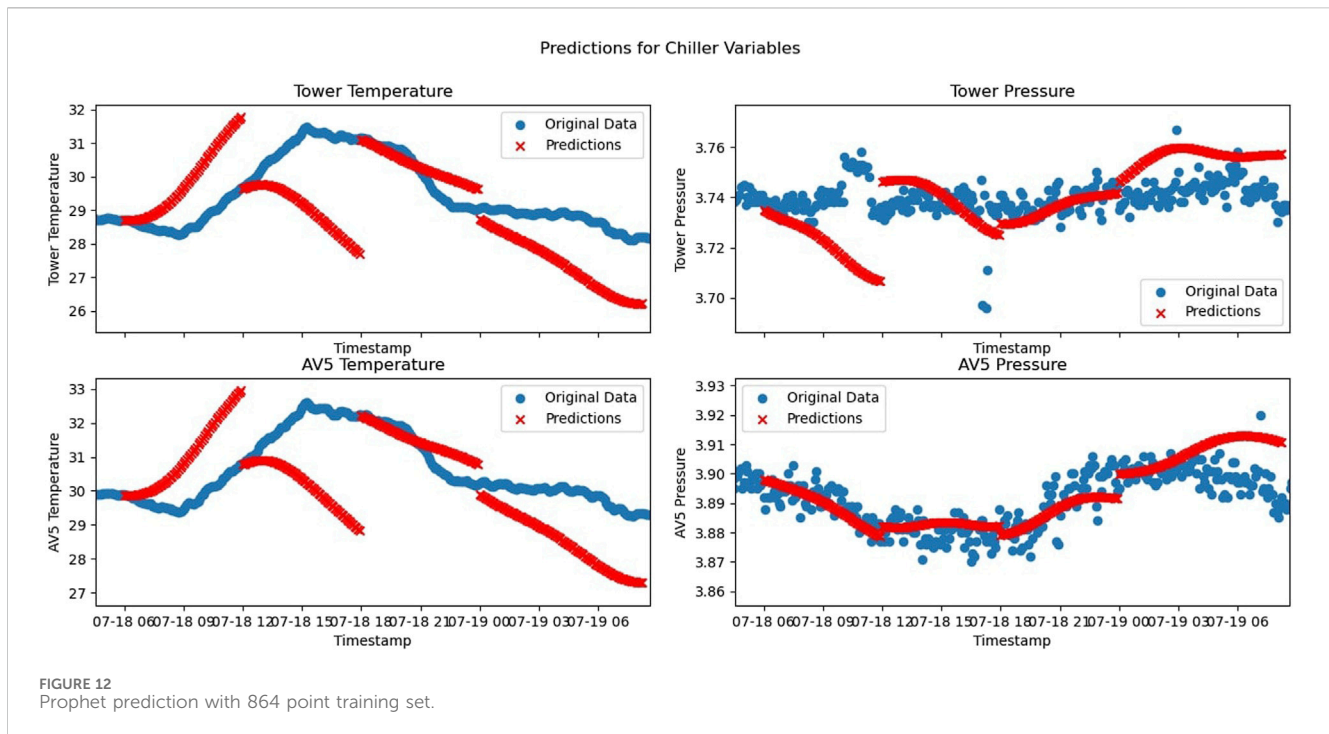 Predictions for Chiller Variables
Tower Temperature
Tower Temperature
32
31
30
29
28
27
26
Original Data
Predictions
Timestamp
Tower Pressure
Tower Pressure
3.76
3.74
3.72
3.70
Original Data
Predictions
Timestamp
AV5 Temperature
AV5 Temperature
33
32
31
30
29
28
27
Original Data
Predictions
07-18 06 07-18 09 07-18 12 07-18 15 07-18 18 07-18 21 07-19 00 07-19 03 07-19 06
Timestamp
AV5 Pressure
AV5 Pressure
3.93
3.92
3.91
3.90
3.89
3.88
3.87
3.86
Original Data
Predictions
07-18 06 07-18 09 07-18 12 07-18 15 07-18 18 07-18 21 07-19 00 07-19 03 07-19 06
Timestamp
FIGURE 12
Prophet prediction with 864 point training set.